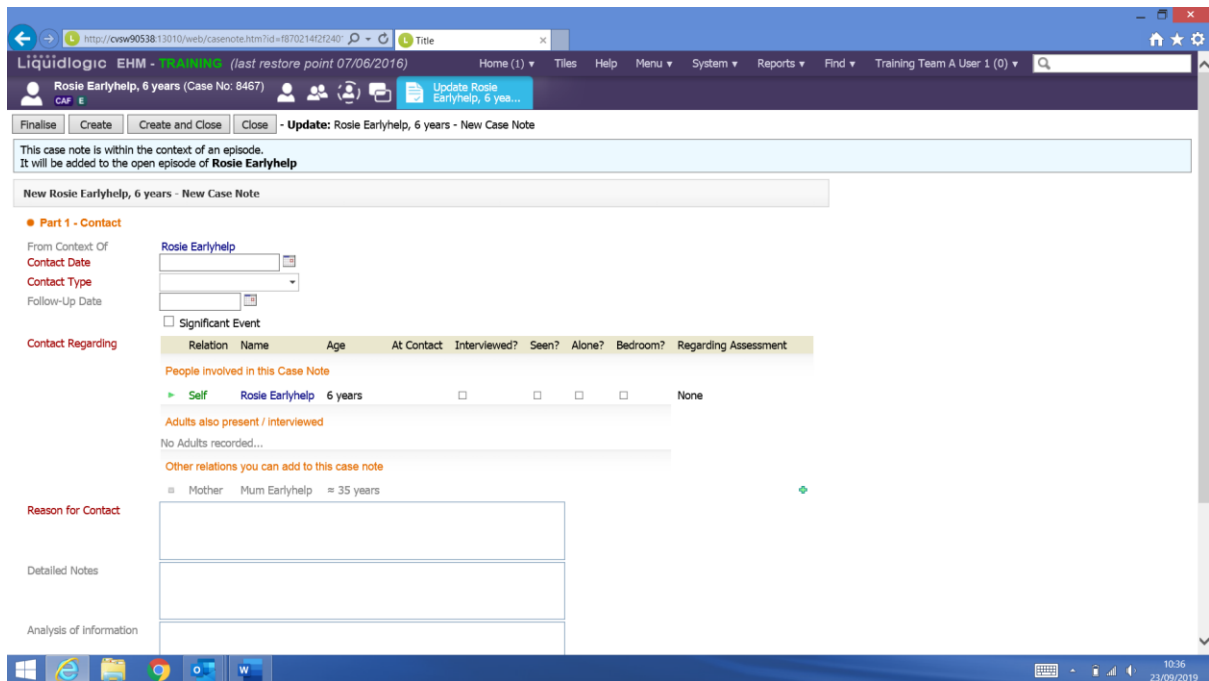 http://cvsw90538:13010/web/casenote.htm?id=f870214f2f240 Title
Liquidlogic EHM - TRAINING (last restore point 07/06/2016) Home (1) Tiles Help Menu System Reports Find Training Team A User 1 (0)
Rosie Earlyhelp, 6 years (Case No: 8467)
CAF E
Update Rosie
Earlyhelp, 6 yea...
Finalise Create Create and Close Close - Update: Rosie Earlyhelp, 6 years - New Case Note
This case note is within the context of an episode.
It will be added to the open episode of Rosie Earlyhelp
New Rosie Earlyhelp, 6 years - New Case Note
Part 1 - Contact
From Context Of Rosie Earlyhelp
Contact Date
Contact Type
Follow-Up Date
Significant Event
Contact Regarding Relation Name Age At Contact Interviewed? Seen? Alone? Bedroom? Regarding Assessment
People involved in this Case Note
Self Rosie Earlyhelp 6 years None
Adults also present / interviewed
No Adults recorded...
Other relations you can add to this case note
Mother Mum Earlyhelp ≈ 35 years
Reason for Contact
Detailed Notes
Analysis of information
10:36
23/09/2019